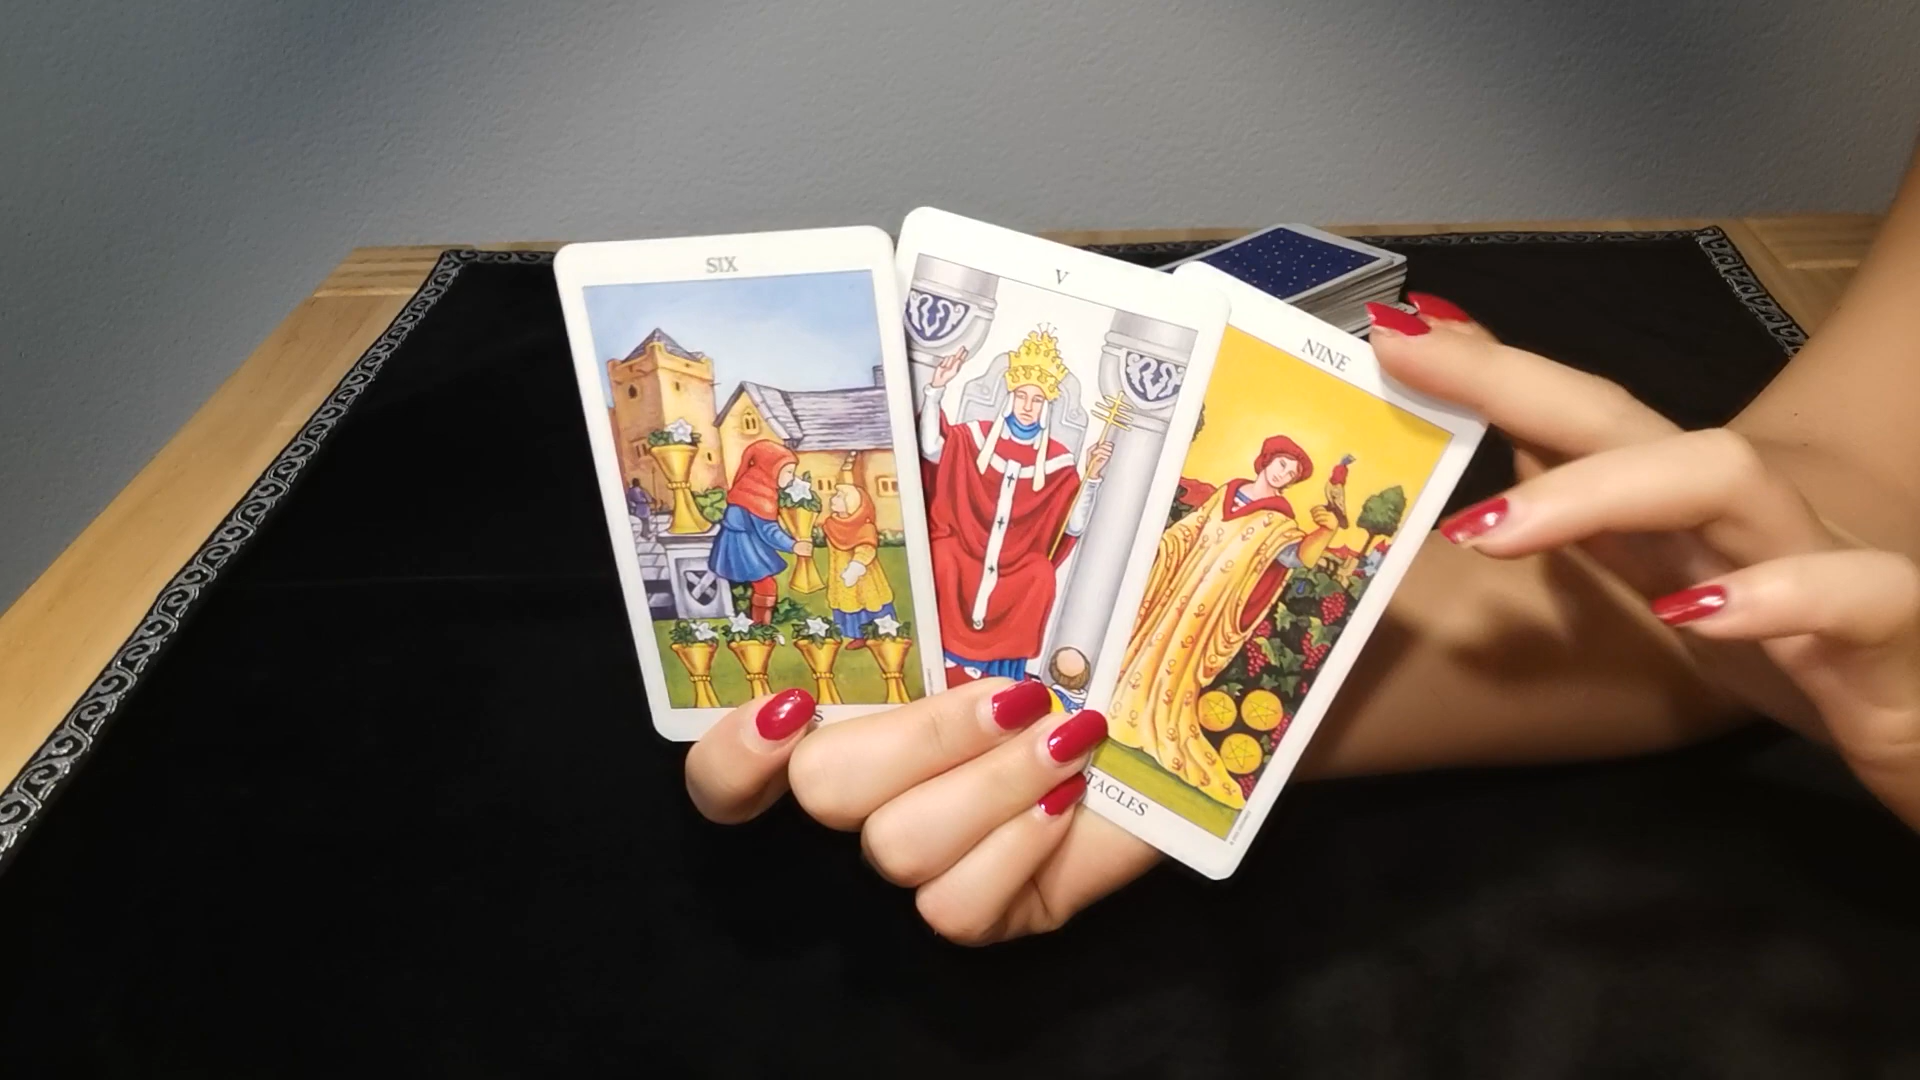 SIX
V
NINE
S
TACLES